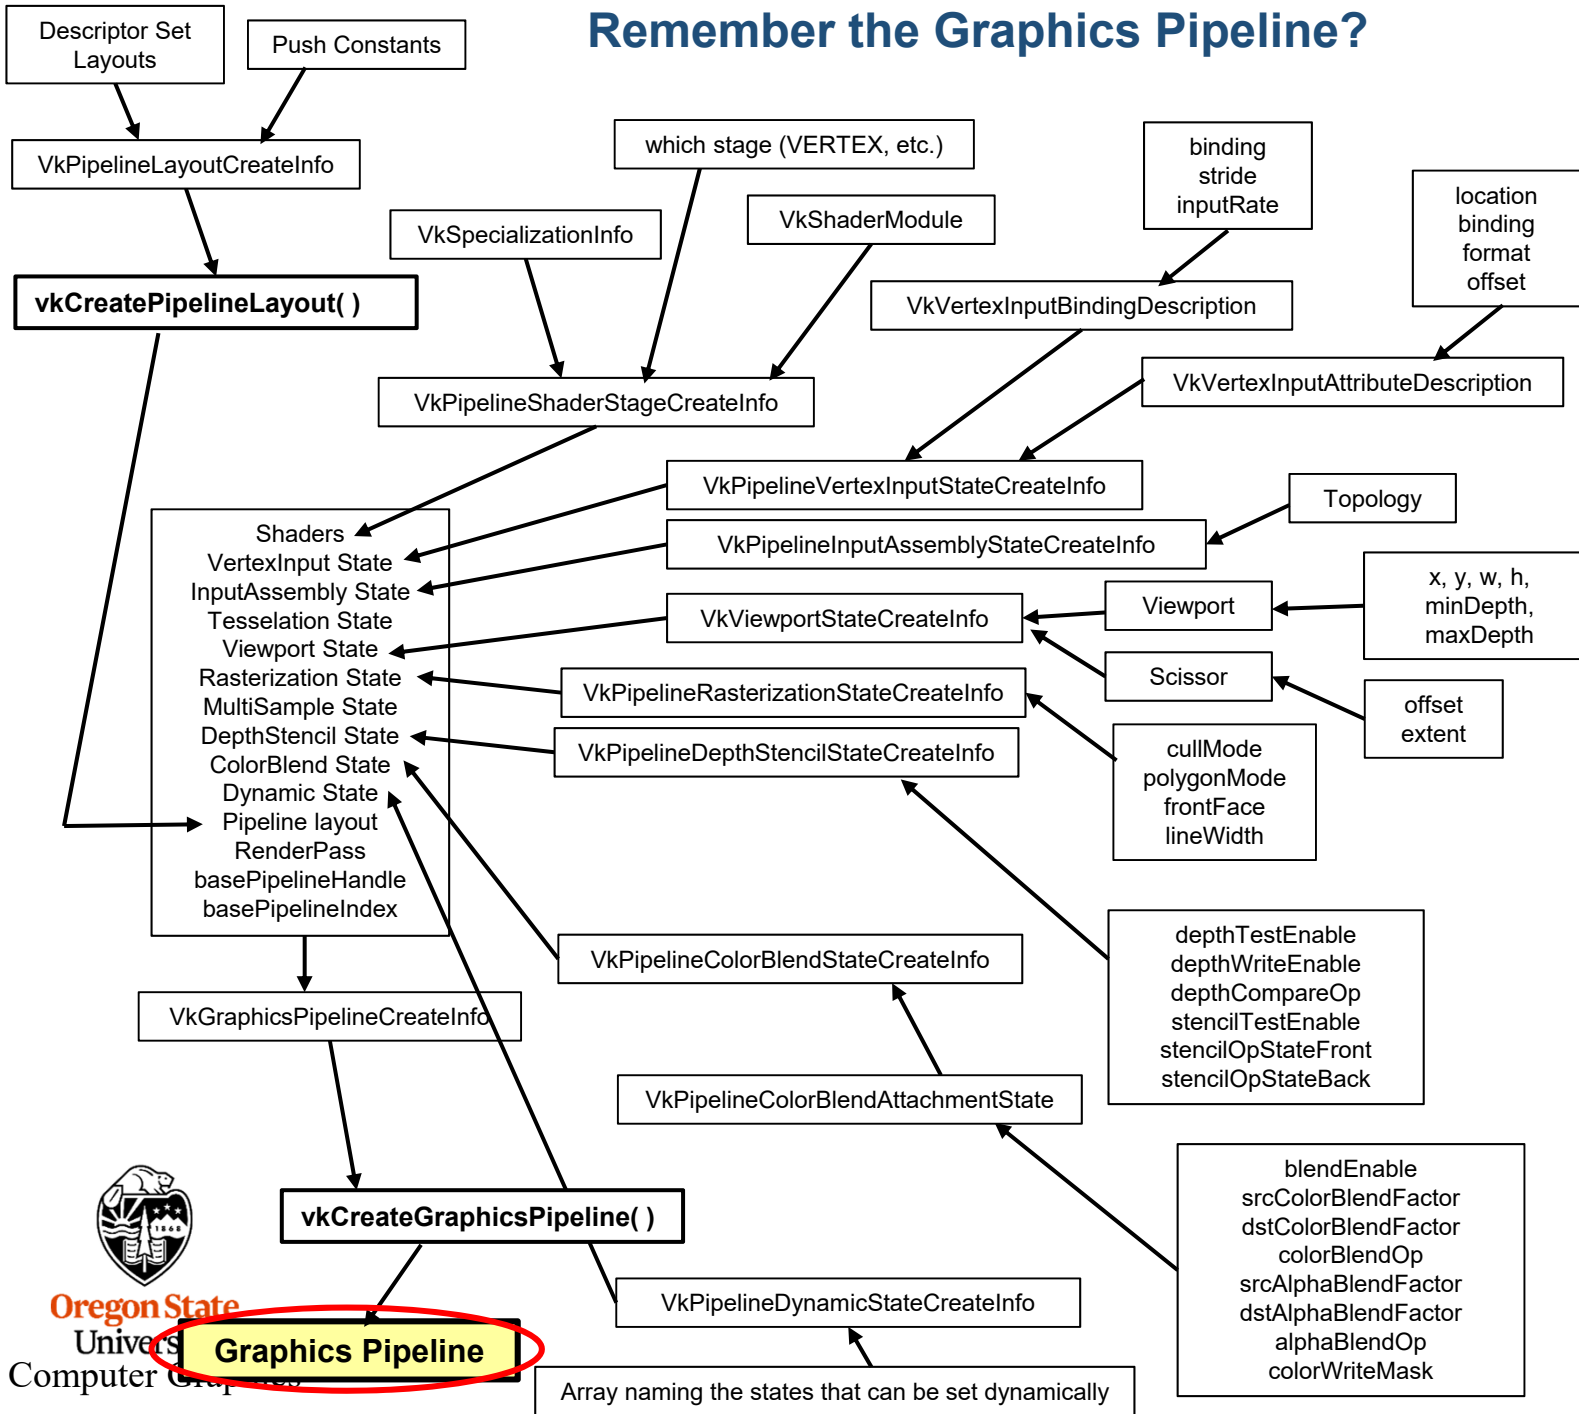 Remember the Graphics Pipeline?
Descriptor Set
Layouts
Push Constants
VkPipelineLayoutCreateInfo
which stage (VERTEX, etc.)
binding
stride
inputRate
location
binding
format
offset
VkSpecializationInfo
VkShaderModule
vkCreatePipelineLayout( )
VkVertexInputBindingDescription
VkPipelineShaderStageCreateInfo
VkVertexInputAttributeDescription
VkPipelineVertexInputStateCreateInfo
Topology
VkPipelineInputAssemblyStateCreateInfo
Shaders
VertexInput State
InputAssembly State
Tesselation State
Viewport State
Rasterization State
MultiSample State
DepthStencil State
ColorBlend State
Dynamic State
Pipeline layout
RenderPass
basePipelineHandle
basePipelineIndex
VkViewportStateCreateInfo
Viewport
x, y, w, h,
minDepth,
maxDepth
Scissor
offset
extent
VkPipelineRasterizationStateCreateInfo
cullMode
polygonMode
frontFace
lineWidth
VkPipelineDepthStencilStateCreateInfo
depthTestEnable
depthWriteEnable
depthCompareOp
stencilTestEnable
stencilOpStateFront
stencilOpStateBack
VkPipelineColorBlendStateCreateInfo
VkGraphicsPipelineCreateInfo
VkPipelineColorBlendAttachmentState
blendEnable
srcColorBlendFactor
dstColorBlendFactor
colorBlendOp
srcAlphaBlendFactor
dstAlphaBlendFactor
alphaBlendOp
colorWriteMask
vkCreateGraphicsPipeline( )
VkPipelineDynamicStateCreateInfo
Array naming the states that can be set dynamically
1868
Oregon State
Computer
Graphics Pipeline